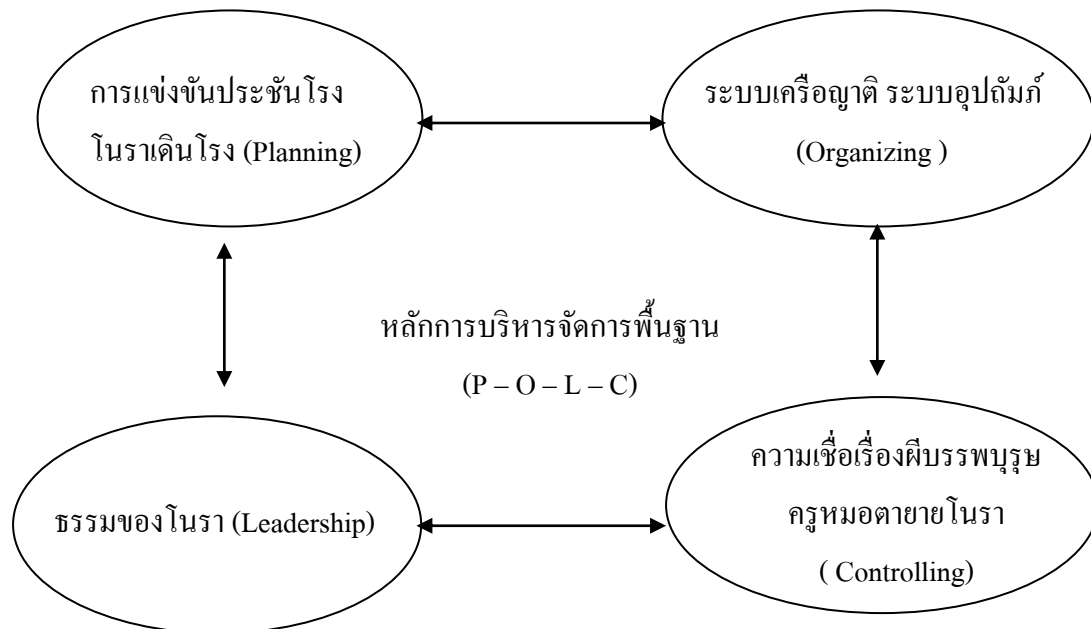 การแข่งขันประชันโรง
โนราเดินโรง (Planning)
ระบบเครือญาติ ระบบอุปถัมภ์
(Organizing )
หลักการบริหารจัดการพื้นฐาน
(P – O – L – C)
ธรรมของโนรา (Leadership)
ความเชื่อเรื่องผีบรรพบุรุษ
ครูหมอตายายโนรา
( Controlling)